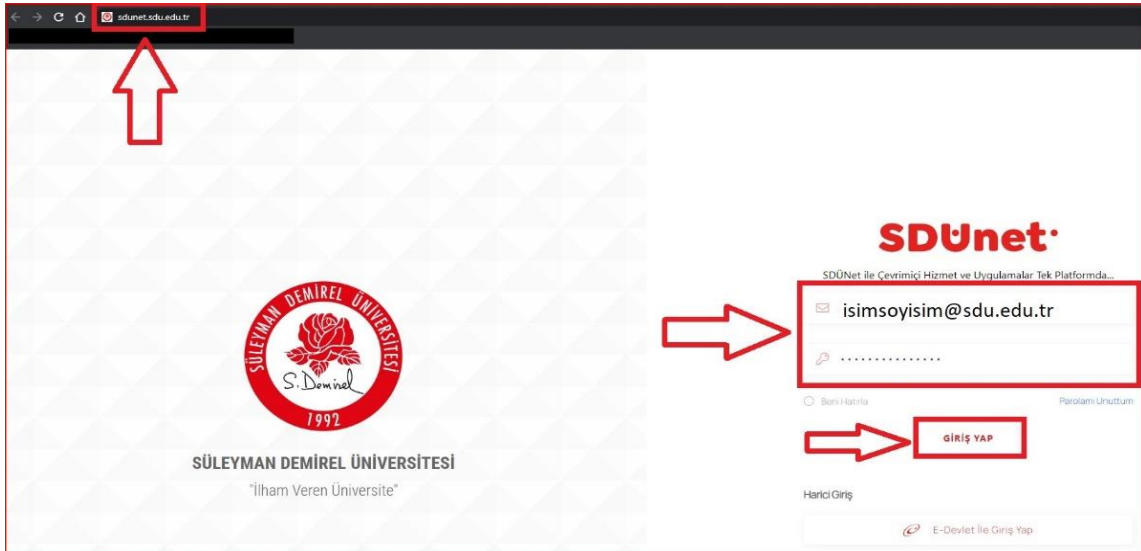 sdunet.sdu.edu.tr
SÜLEYMAN DEMİREL ÜNİVERSİTESİ
S. Demirel
1992
SÜLEYMAN DEMİREL ÜNİVERSİTESİ
"İlham Veren Üniversite"
SDÜnet
SDÜNet ile Çevrimiçi Hizmet ve Uygulamalar Tek Platformda...
isimsoyisim@sdu.edu.tr
Beni Hatırla Parolamı Unuttum
GİRİŞ YAP
Harici Giriş
E-Devlet İle Giriş Yap